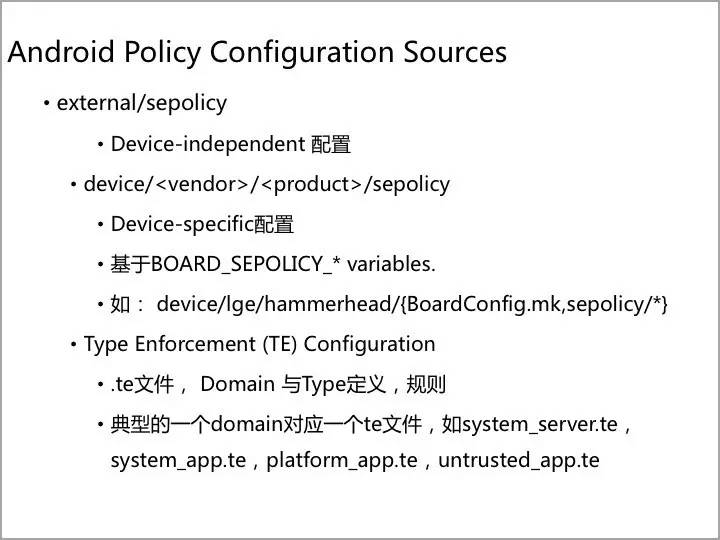 Android Policy Configuration Sources
• external/sepolicy
• Device-independent 配置
• device/<vendor>/<product>/sepolicy
• Device-specific配置
• 基于BOARD_SEPOLICY_* variables.
• 如： device/lge/hammerhead/{BoardConfig.mk,sepolicy/*}
• Type Enforcement (TE) Configuration
• .te文件， Domain 与Type定义，规则
• 典型的一个domain对应一个te文件，如system_server.te，
system_app.te，platform_app.te，untrusted_app.te